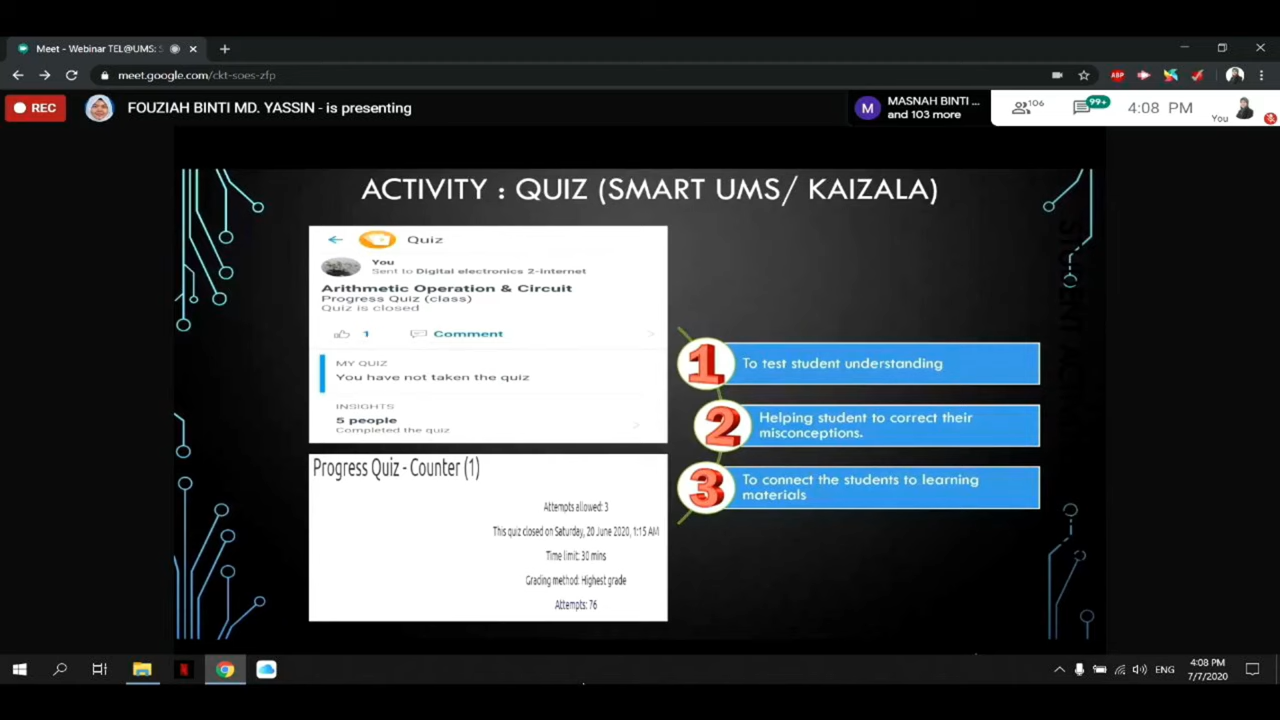 Meet - Webinar TEL@UMS: S
meet.google.com/ckt-soes-zfp
ABP
REC
FOUZIAH BINTI MD. YASSIN - is presenting
M
MASNAH BINTI ...
and 103 more
106
99+
4:08 PM
You
ACTIVITY : QUIZ (SMART UMS/ KAIZALA)
Quiz
You
Sent to Digital electronics 2-internet
Arithmetic Operation & Circuit
Progress Quiz (class)
Quiz is closed
1
Comment
MY QUIZ
You have not taken the quiz
INSIGHTS
5 people
Completed the quiz
Progress Quiz - Counter (1)
Attempts allowed: 3
This quiz closed on Saturday, 20 June 2020, 1:15 AM
Time limit: 30 mins
Grading method: Highest grade
Attempts: 76
1
To test student understanding
2
Helping student to correct their
misconceptions.
3
To connect the students to learning
materials
N
ENG
4:08 PM
7/7/2020